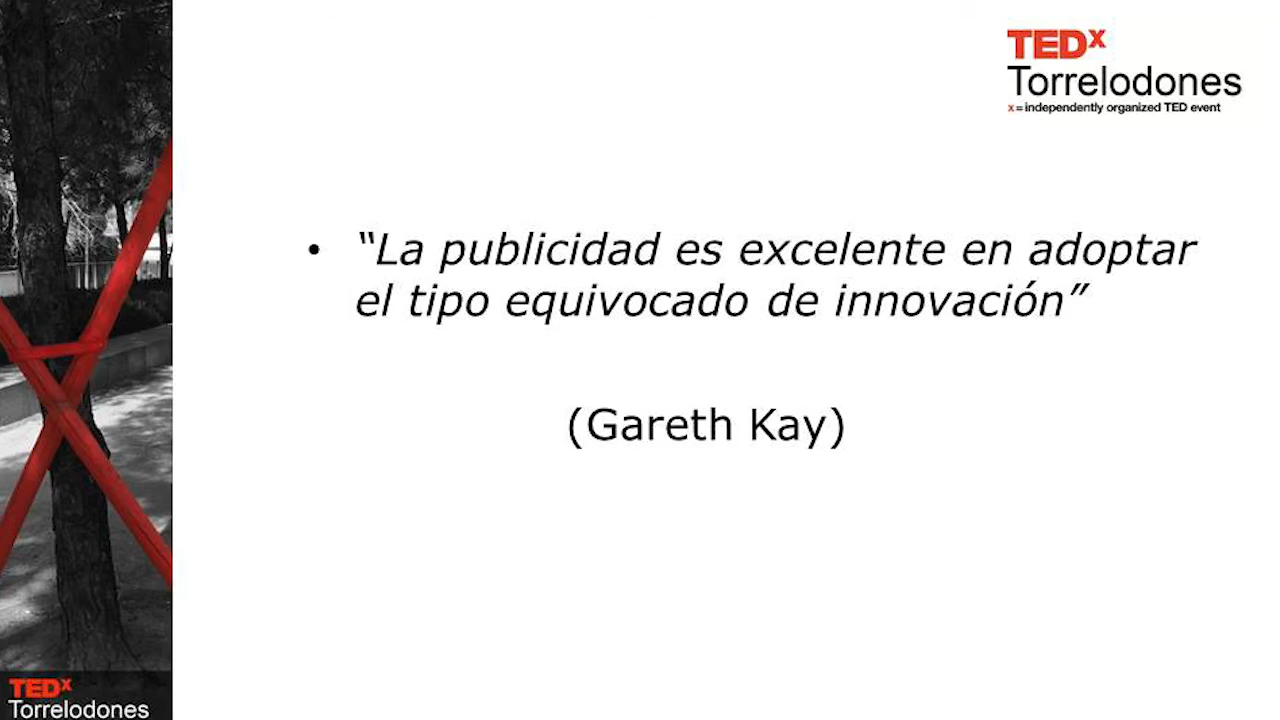 TEDx
Torrelodones
x = independently organized TED event
• “La publicidad es excelente en adoptar
el tipo equivocado de innovación”
(Gareth Kay)
TEDx
Torrelodones